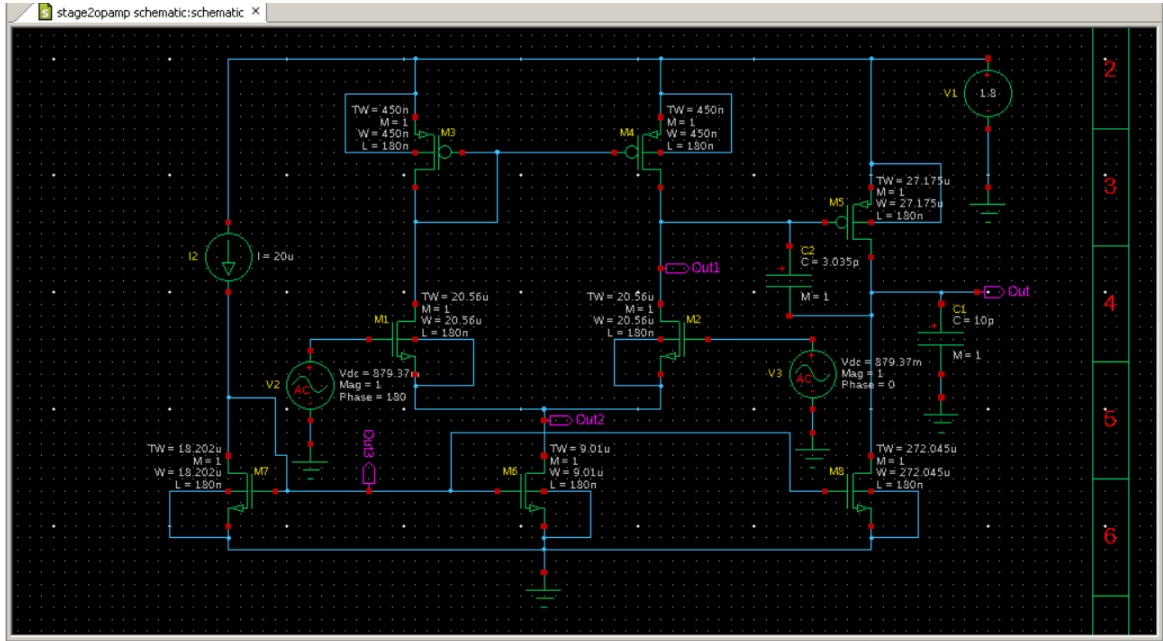 stage2opamp schematic:schematic ×
2
V1
1.8
TW = 450n
M = 1
W = 450n
L = 180n
M3
TW = 450n
M = 1
W = 450n
L = 180n
M4
3
TW = 27.175u
M = 1
W = 27.175u
L = 180n
M5
I2
I = 20u
Out1
C2
C = 3.035p
M = 1
Out
4
C1
C = 10p
M = 1
TW = 20.56u
M = 1
W = 20.56u
L = 180n
M1
TW = 20.56u
M = 1
W = 20.56u
L = 180n
M2
V2
AC
Vdc = 879.37m
Mag = 1
Phase = 180
V3
AC
Vdc = 879.37m
Mag = 1
Phase = 0
5
Out2
Out3
TW = 18.202u
M = 1
W = 18.202u
L = 180n
M7
TW = 9.01u
M = 1
W = 9.01u
L = 180n
M6
TW = 272.045u
M = 1
W = 272.045u
L = 180n
M8
6